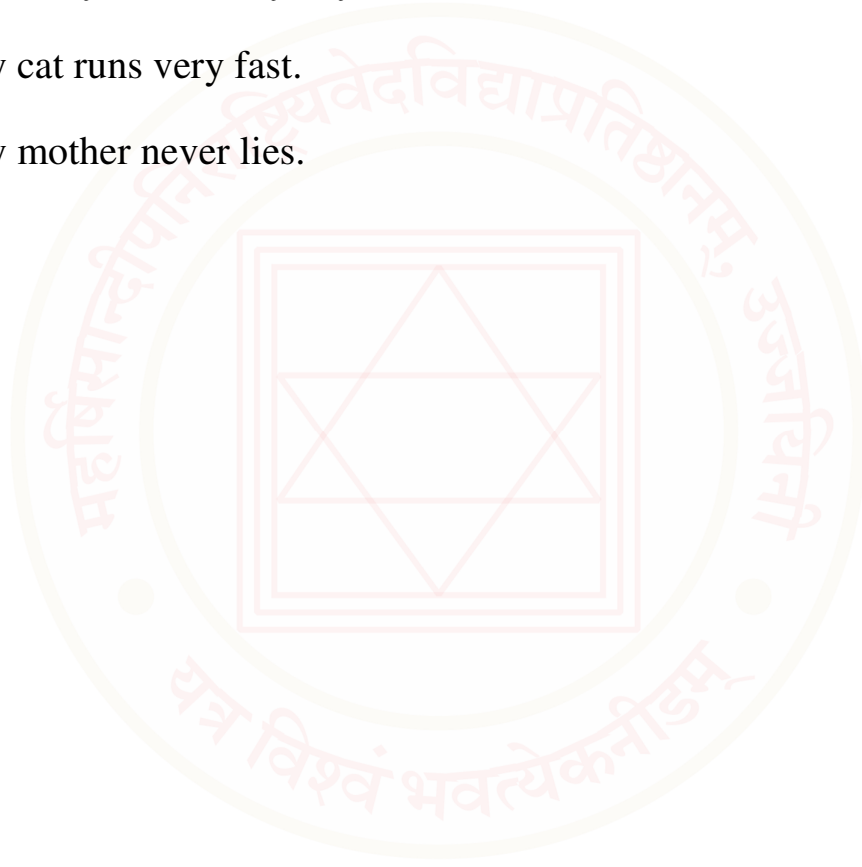 cat runs very fast.
mother never lies.
महर्षिसान्दीपनिराष्ट्रियवेदविद्याप्रतिष्ठानम्, उज्जयिनी
यत्र विश्वं भवत्येकनीडम्